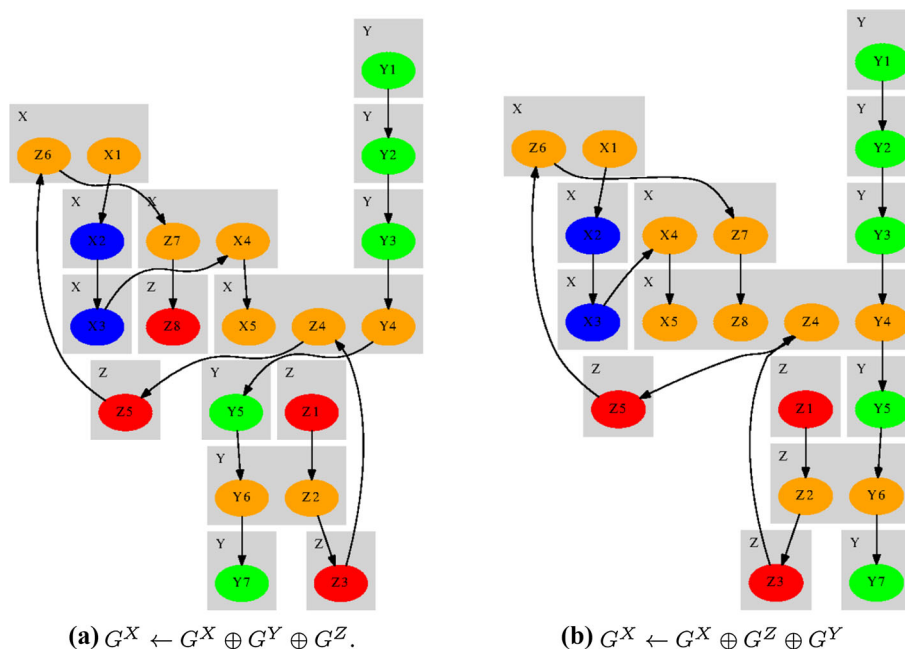 Y
Y1
Y
X
Z6 X1
Y2
X
X
Y
X2 Z7 X4 Y3
X
Z
X
X3 Z8 X5 Z4 Y4
Z
Y
Z
Z5 Y5 Z1
Y
Y6 Z2
Y
Z
Y7 Z3
(a) G^X ← G^X ⊕ G^Y ⊕ G^Z.
Y
Y1
Y
X
Z6 X1 Y2
X
X
Y
X2 X4 Z7 Y3
X
X
X3 X5 Z8 Z4 Y4
Z
Z
Y
Z5 Z1 Y5
Z
Y
Z2 Y6
Z
Y
Z3 Y7
(b) G^X ← G^X ⊕ G^Z ⊕ G^Y